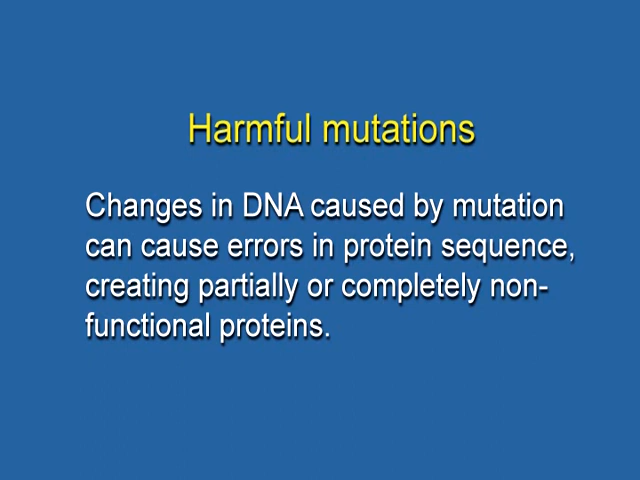 Harmful mutations
Changes in DNA caused by mutation
can cause errors in protein sequence,
creating partially or completely non-
functional proteins.